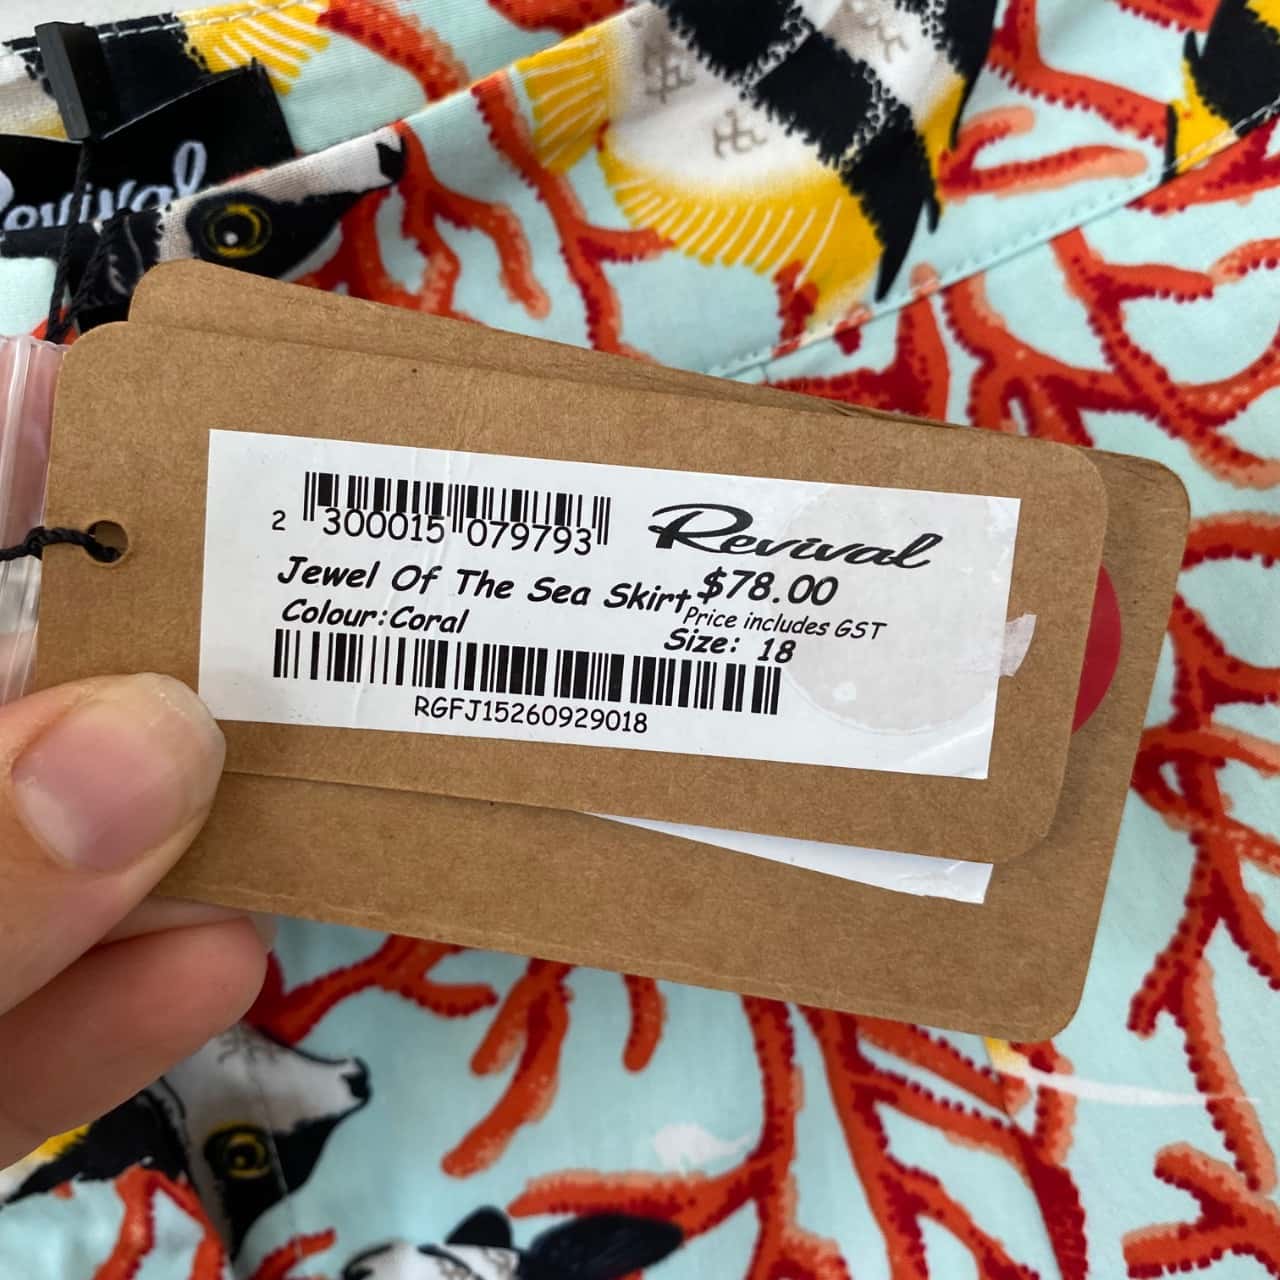 Revival
2 300015 079793
Revival
Jewel Of The Sea Skirt $78.00
Colour:Coral Price includes GST
Size: 18
RGFJ15260929018